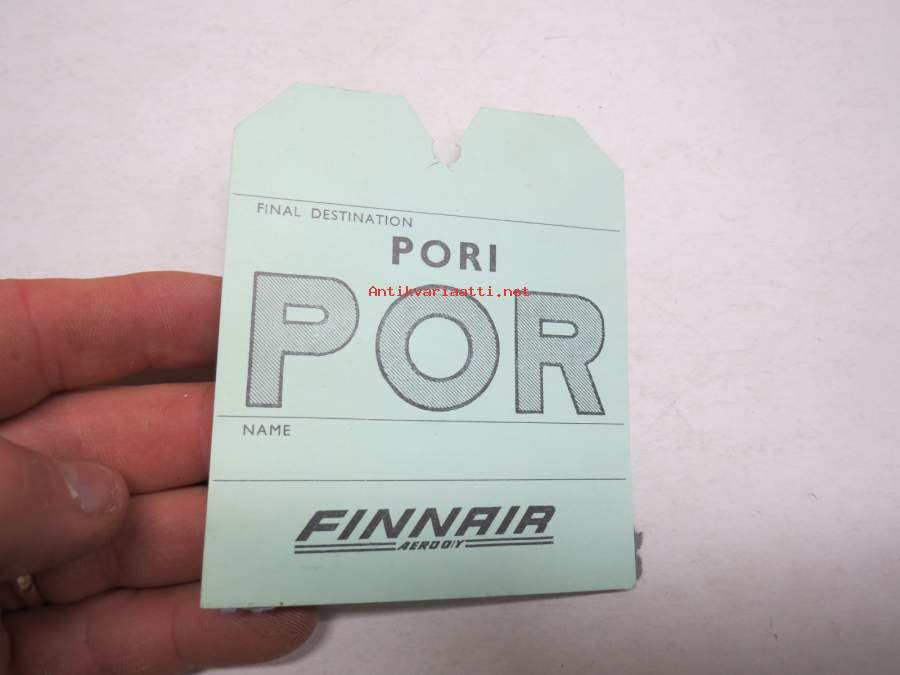 FINAL DESTINATION
PORI
Antikvariaatti.net
POR
NAME
FINNAIR
AERO O/Y